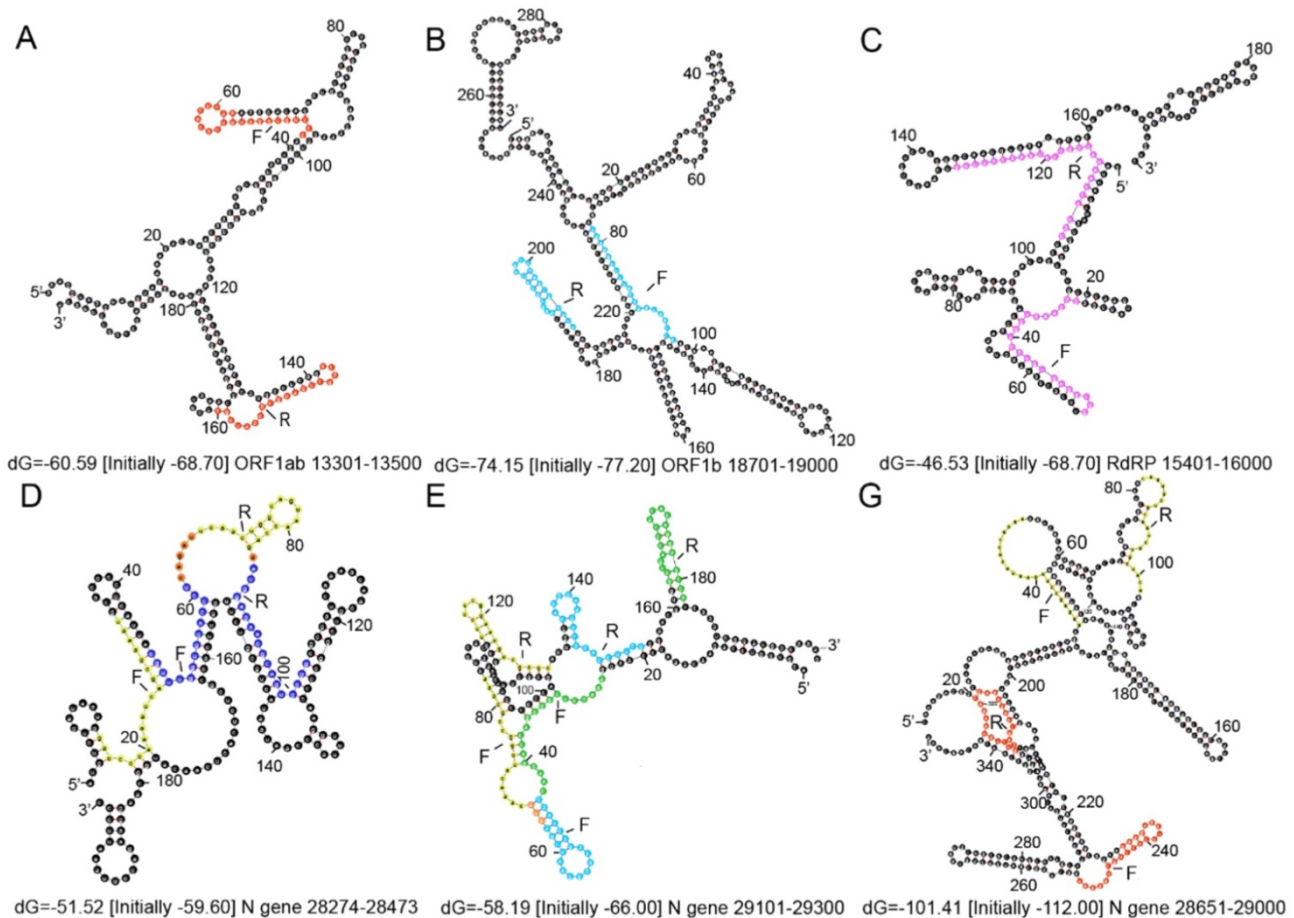 A
80
60
F
40
100
20
120
180
5'
3'
140
160
R
dG=-60.59 [Initially -68.70] ORF1ab 13301-13500
B
280
260
3'
5'
40
20
60
240
80
200
R
F
220
100
180
140
160
120
dG=-74.15 [Initially -77.20] ORF1b 18701-19000
C
180
160
140
120
R
3'
5'
100
20
80
40
F
60
dG=-46.53 [Initially -68.70] RdRP 15401-16000
D
R
80
40
60
R
F
160
120
100
F
20
180
140
5'
3'
dG=-51.52 [Initially -59.60] N gene 28274-28473
E
R
180
140
120
160
R
R
100
20
3'
5'
80
F
F
40
F
60
dG=-58.19 [Initially -66.00] N gene 29101-29300
G
80
R
60
100
40
F
180
200
20
160
5'
R
3'
340
300
220
280
240
260
F
dG=-101.41 [Initially -112.00] N gene 28651-29000